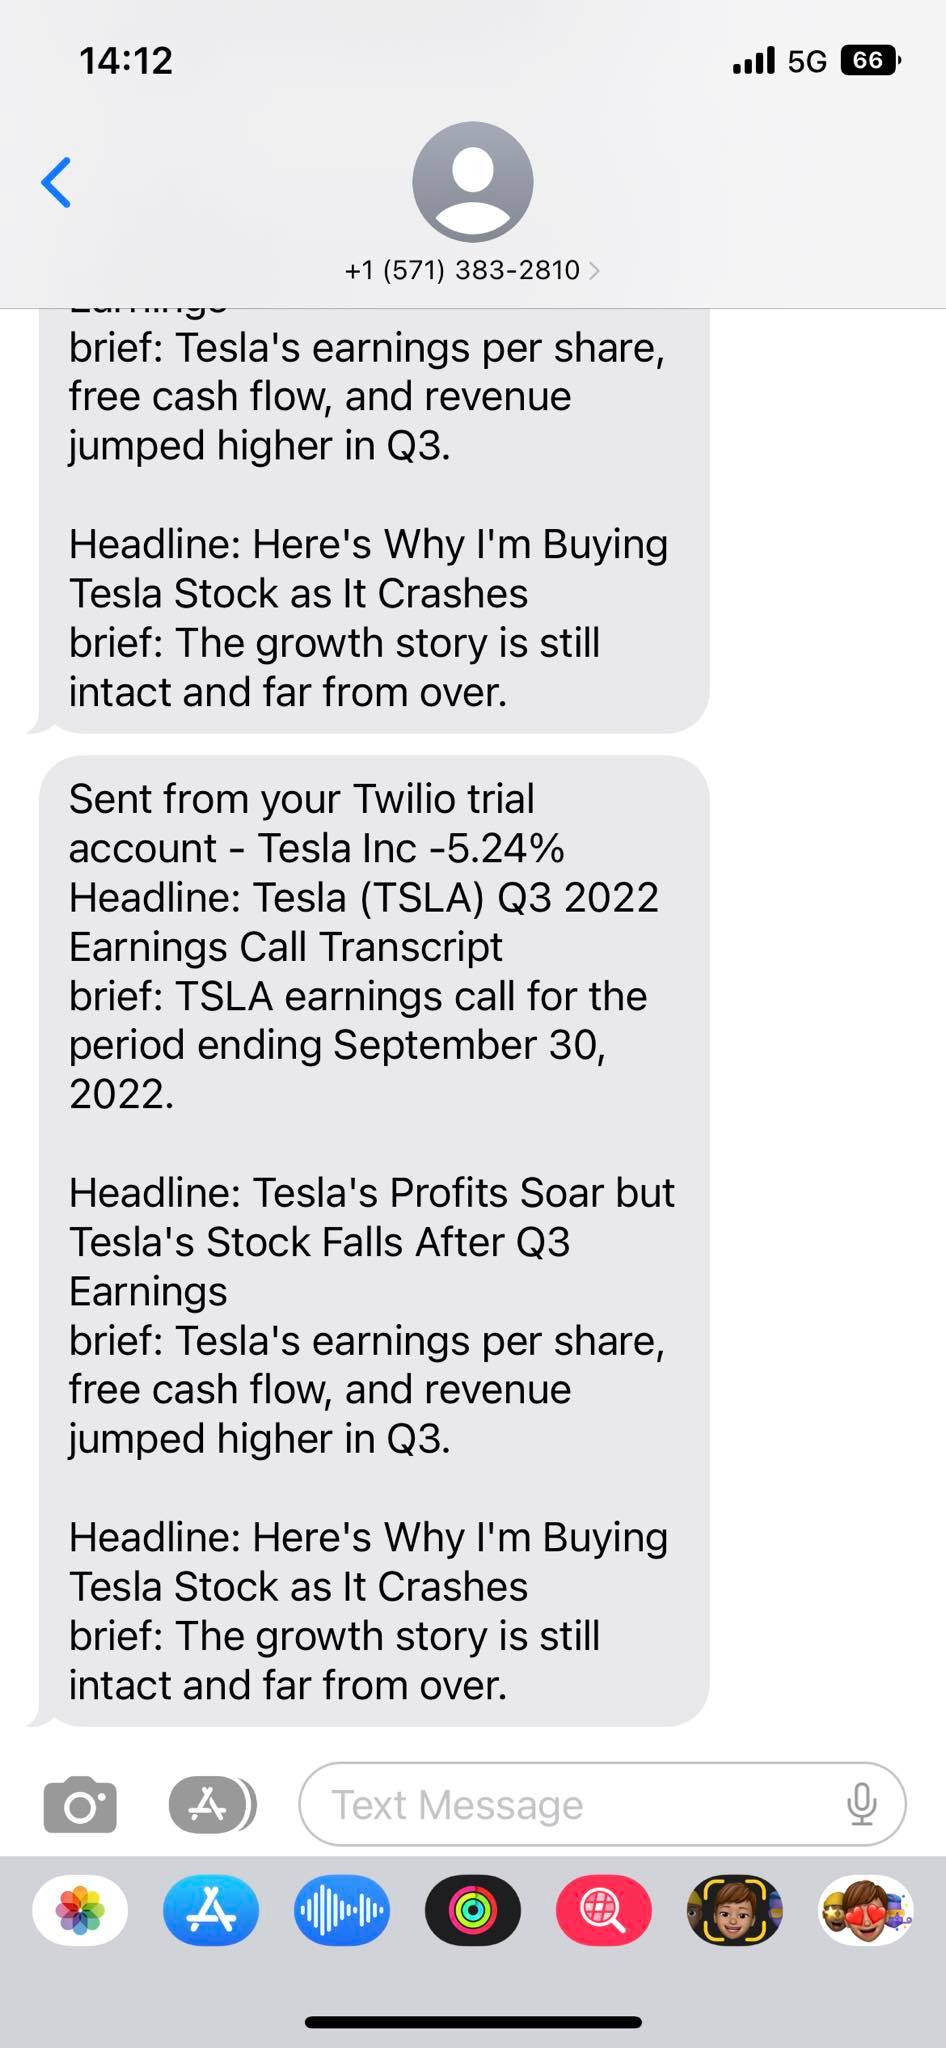 14:12
5G
66
+1 (571) 383-2810
Earnings
brief: Tesla's earnings per share,
free cash flow, and revenue
jumped higher in Q3.
Headline: Here's Why I'm Buying
Tesla Stock as It Crashes
brief: The growth story is still
intact and far from over.
Sent from your Twilio trial
account - Tesla Inc -5.24%
Headline: Tesla (TSLA) Q3 2022
Earnings Call Transcript
brief: TSLA earnings call for the
period ending September 30,
2022.
Headline: Tesla's Profits Soar but
Tesla's Stock Falls After Q3
Earnings
brief: Tesla's earnings per share,
free cash flow, and revenue
jumped higher in Q3.
Headline: Here's Why I'm Buying
Tesla Stock as It Crashes
brief: The growth story is still
intact and far from over.
Text Message